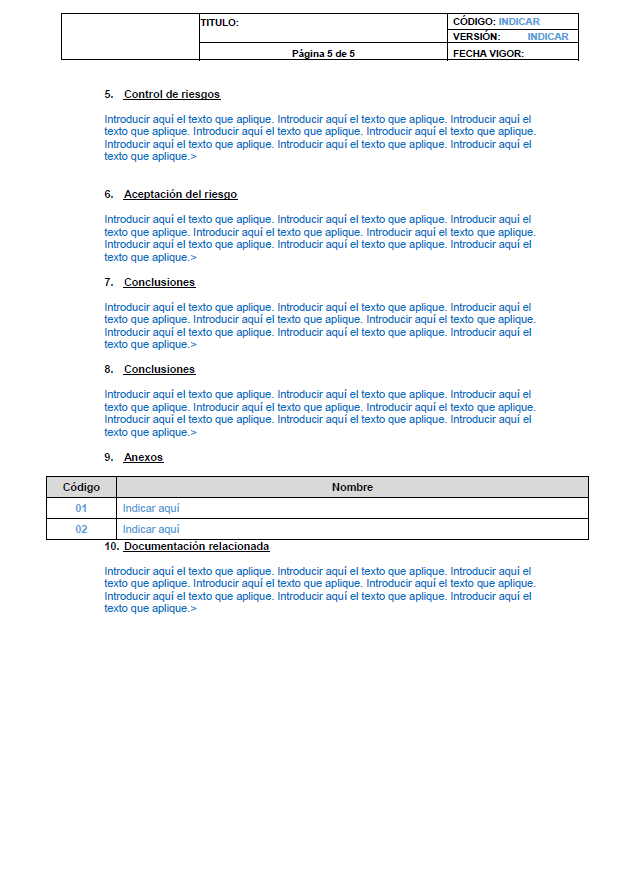 TITULO:
CÓDIGO: INDICAR
VERSIÓN: INDICAR
Página 5 de 5
FECHA VIGOR:
5. Control de riesgos
Introducir aquí el texto que aplique. Introducir aquí el texto que aplique. Introducir aquí el
texto que aplique. Introducir aquí el texto que aplique. Introducir aquí el texto que aplique.
Introducir aquí el texto que aplique. Introducir aquí el texto que aplique. Introducir aquí el
texto que aplique.>
6. Aceptación del riesgo
Introducir aquí el texto que aplique. Introducir aquí el texto que aplique. Introducir aquí el
texto que aplique. Introducir aquí el texto que aplique. Introducir aquí el texto que aplique.
Introducir aquí el texto que aplique. Introducir aquí el texto que aplique. Introducir aquí el
texto que aplique.>
7. Conclusiones
Introducir aquí el texto que aplique. Introducir aquí el texto que aplique. Introducir aquí el
texto que aplique. Introducir aquí el texto que aplique. Introducir aquí el texto que aplique.
Introducir aquí el texto que aplique. Introducir aquí el texto que aplique. Introducir aquí el
texto que aplique.>
8. Conclusiones
Introducir aquí el texto que aplique. Introducir aquí el texto que aplique. Introducir aquí el
texto que aplique. Introducir aquí el texto que aplique. Introducir aquí el texto que aplique.
Introducir aquí el texto que aplique. Introducir aquí el texto que aplique. Introducir aquí el
texto que aplique.>
9. Anexos
Código Nombre
01 Indicar aquí
02 Indicar aquí
10. Documentación relacionada
Introducir aquí el texto que aplique. Introducir aquí el texto que aplique. Introducir aquí el
texto que aplique. Introducir aquí el texto que aplique. Introducir aquí el texto que aplique.
Introducir aquí el texto que aplique. Introducir aquí el texto que aplique. Introducir aquí el
texto que aplique.>